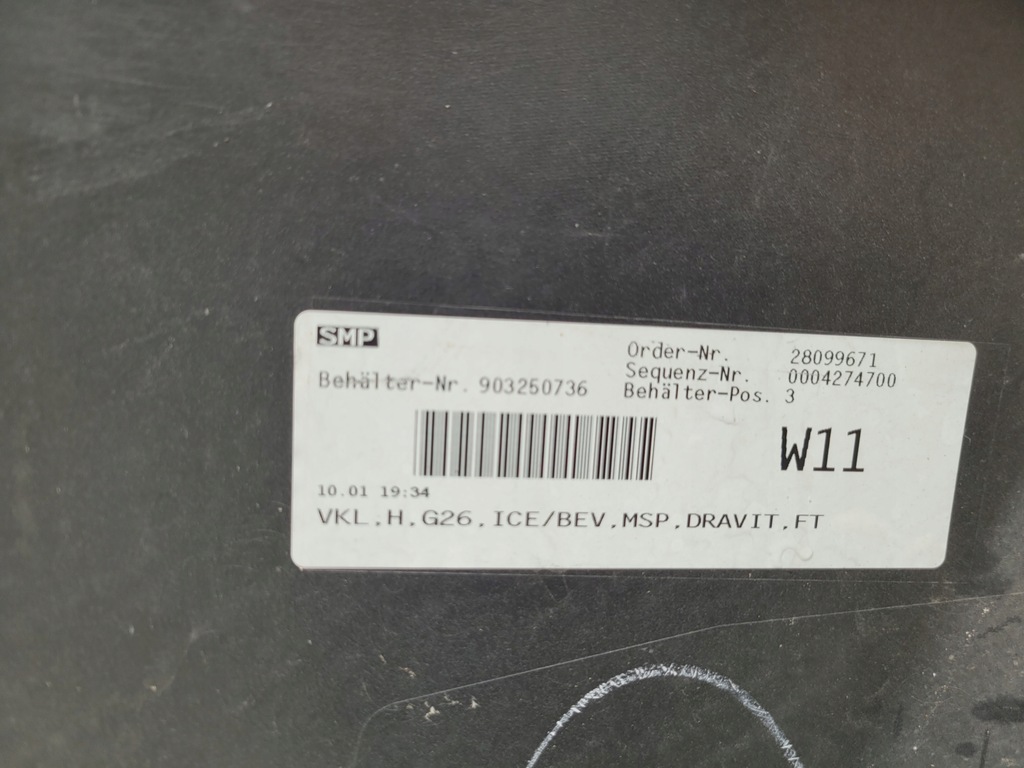 SMP
Behälter-Nr. 903250736
Order-Nr. 28099671
Sequenz-Nr. 0004274700
Behälter-Pos. 3
W11
10.01 19:34
VKL.H.G26.ICE/BEV.MSP.DRAVIT.FT